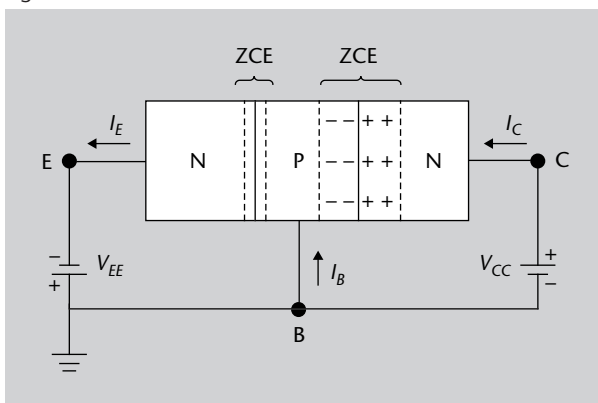 ZCE ZCE
I_E I_C
− − + +
E N P − − + + N C
− − + +
− V_EE + I_B V_CC + −
B